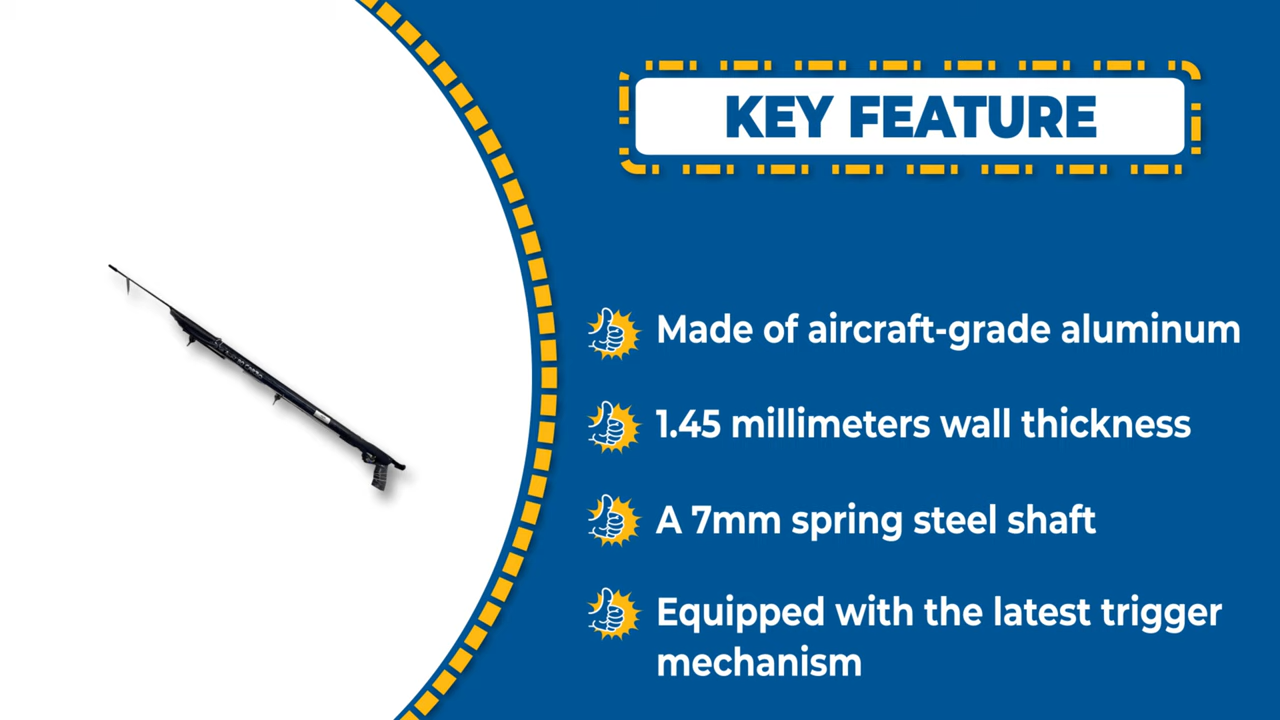 KEY FEATURE
Made of aircraft-grade aluminum
1.45 millimeters wall thickness
A 7mm spring steel shaft
Equipped with the latest trigger
mechanism